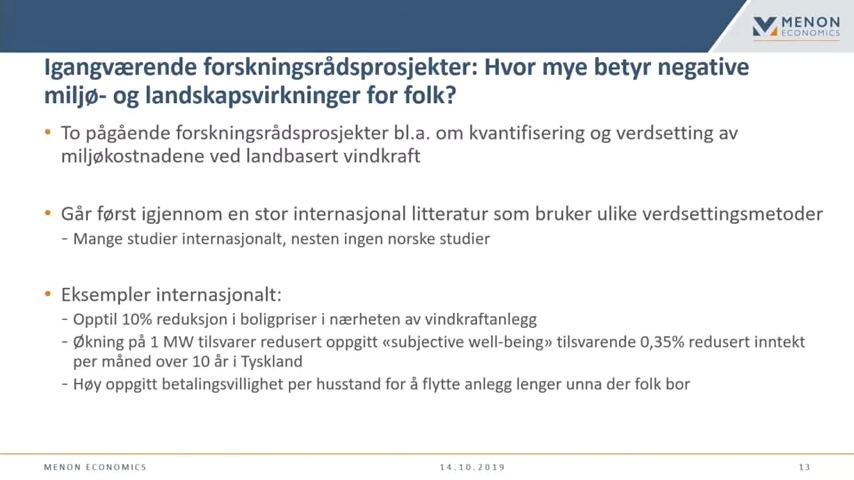 MENON
ECONOMICS
Igangværende forskningsrådsprosjekter: Hvor mye betyr negative
miljø- og landskapsvirkninger for folk?
• To pågående forskningsrådsprosjekter bl.a. om kvantifisering og verdsetting av
miljøkostnadene ved landbasert vindkraft
• Går først igjennom en stor internasjonal litteratur som bruker ulike verdsettingsmetoder
- Mange studier internasjonalt, nesten ingen norske studier
• Eksempler internasjonalt:
- Opptil 10% reduksjon i boligpriser i nærheten av vindkraftanlegg
- Økning på 1 MW tilsvarer redusert oppgitt «subjective well-being» tilsvarende 0,35% redusert inntekt
per måned over 10 år i Tyskland
- Høy oppgitt betalingsvillighet per husstand for å flytte anlegg lenger unna der folk bor
MENON ECONOMICS 14.10.2019 13